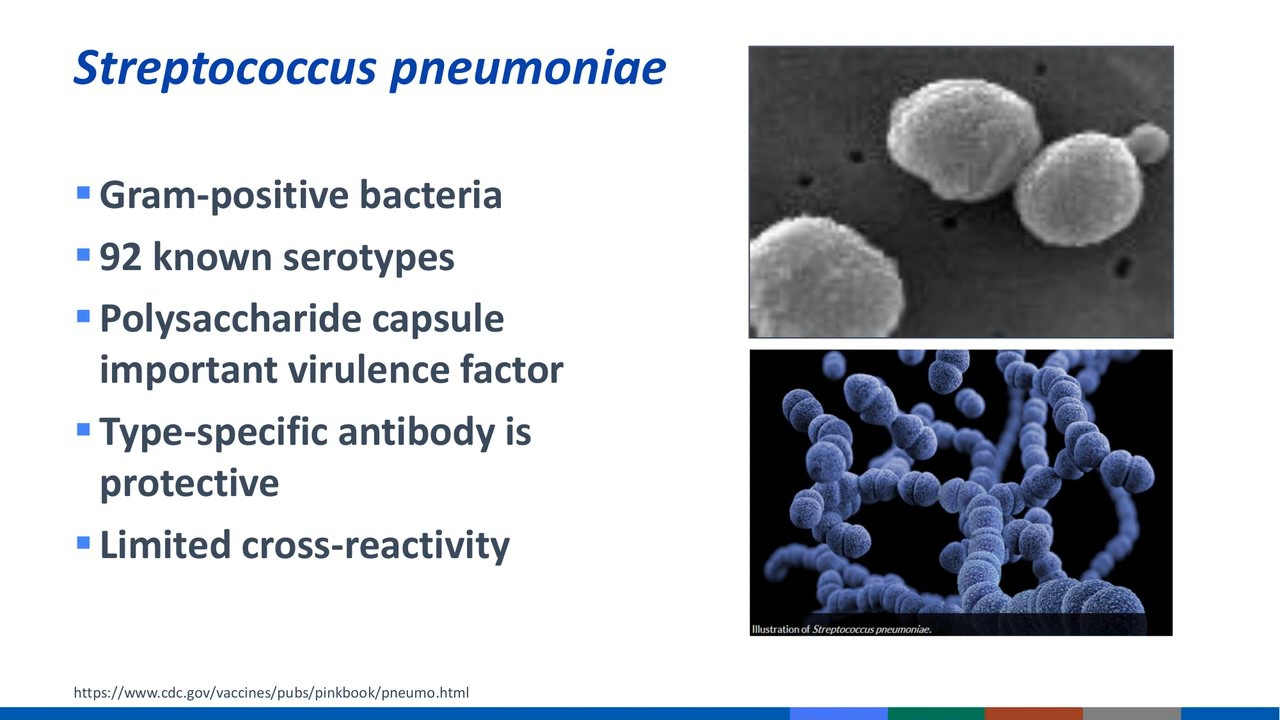 Streptococcus pneumoniae
▪ Gram-positive bacteria
▪ 92 known serotypes
▪ Polysaccharide capsule
important virulence factor
▪ Type-specific antibody is
protective
▪ Limited cross-reactivity
Illustration of Streptococcus pneumoniae.
https://www.cdc.gov/vaccines/pubs/pinkbook/pneumo.html